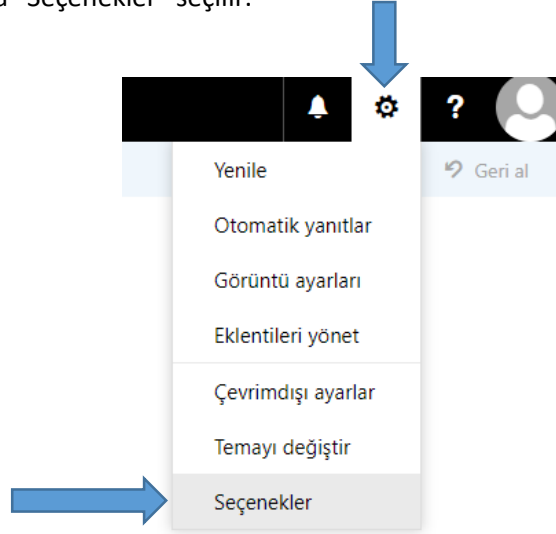 Seçenekler seçilir.
?
Yenile
Geri al
Otomatik yanıtlar
Görüntü ayarları
Eklentileri yönet
Çevrimdışı ayarlar
Temayı değiştir
Seçenekler